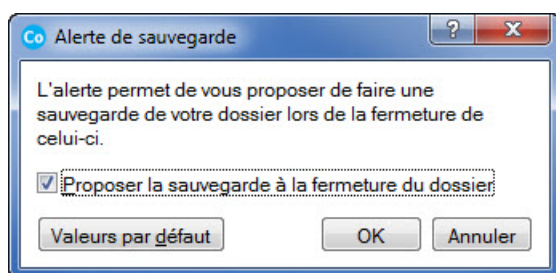 Co Alerte de sauvegarde
?
X
L'alerte permet de vous proposer de faire une
sauvegarde de votre dossier lors de la fermeture de
celui-ci.
Proposer la sauvegarde à la fermeture du dossier
Valeurs par défaut
OK
Annuler